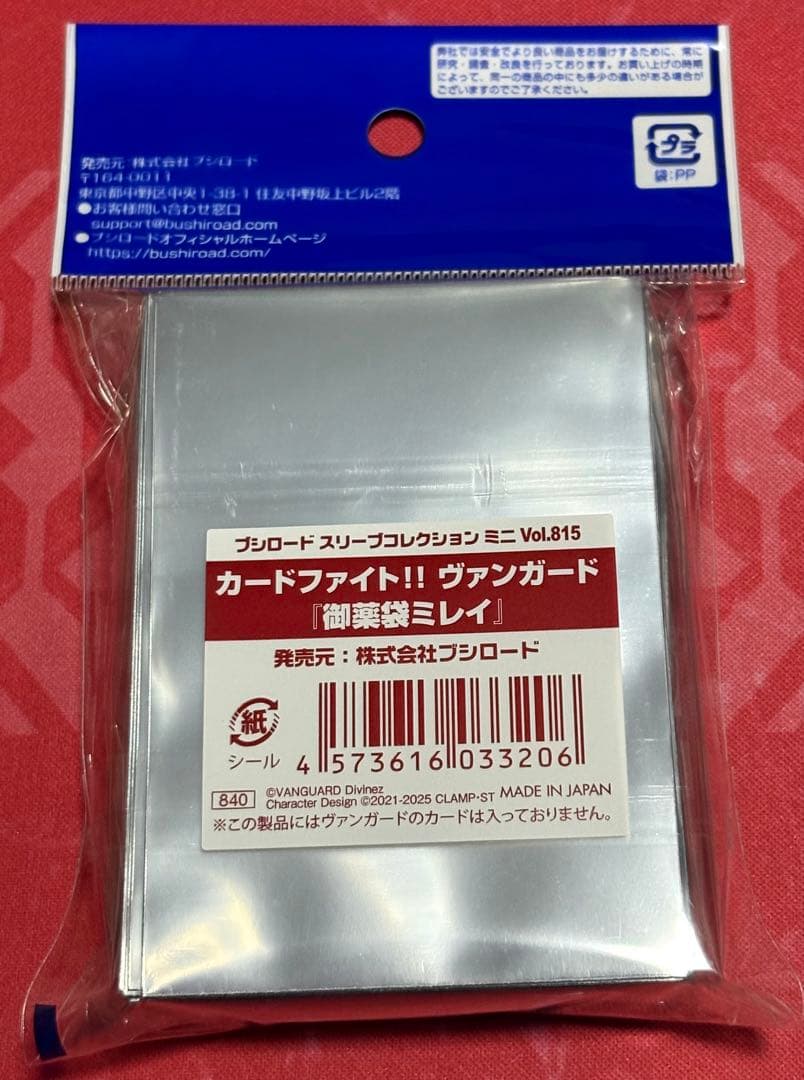 弊社では安全でより良い商品をお届けするために、常に
研究・調査・改良を行っております。お買い上げの時期
によって、同一の商品の中にも多少の違いがある場合が
ございますのでご了承ください。
プラ
袋:PP
発売元:株式会社ブシロード
〒164-0011
東京都中野区中央1-38-1 住友中野坂上ビル2階
●お客様問い合わせ窓口
support@bushiroad.com
●ブシロードオフィシャルホームページ
https://bushiroad.com/
ブシロード スリーブコレクション ミニ Vol.815
カードファイト!! ヴァンガード
『御薬袋ミレイ』
発売元:株式会社ブシロード
紙
シール
4 573616 033206
840
©VANGUARD Divinez
Character Design ©2021-2025 CLAMP・ST MADE IN JAPAN
※この製品にはヴァンガードのカードは入っておりません。